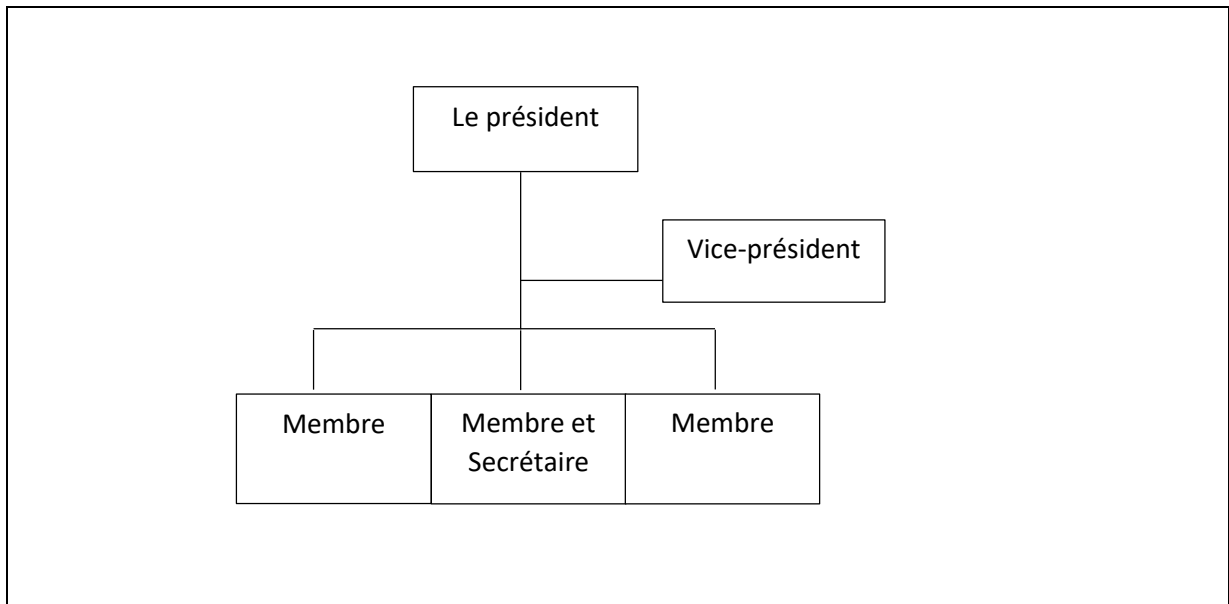 Le président
Vice-président
Membre
Membre et
Secrétaire
Membre